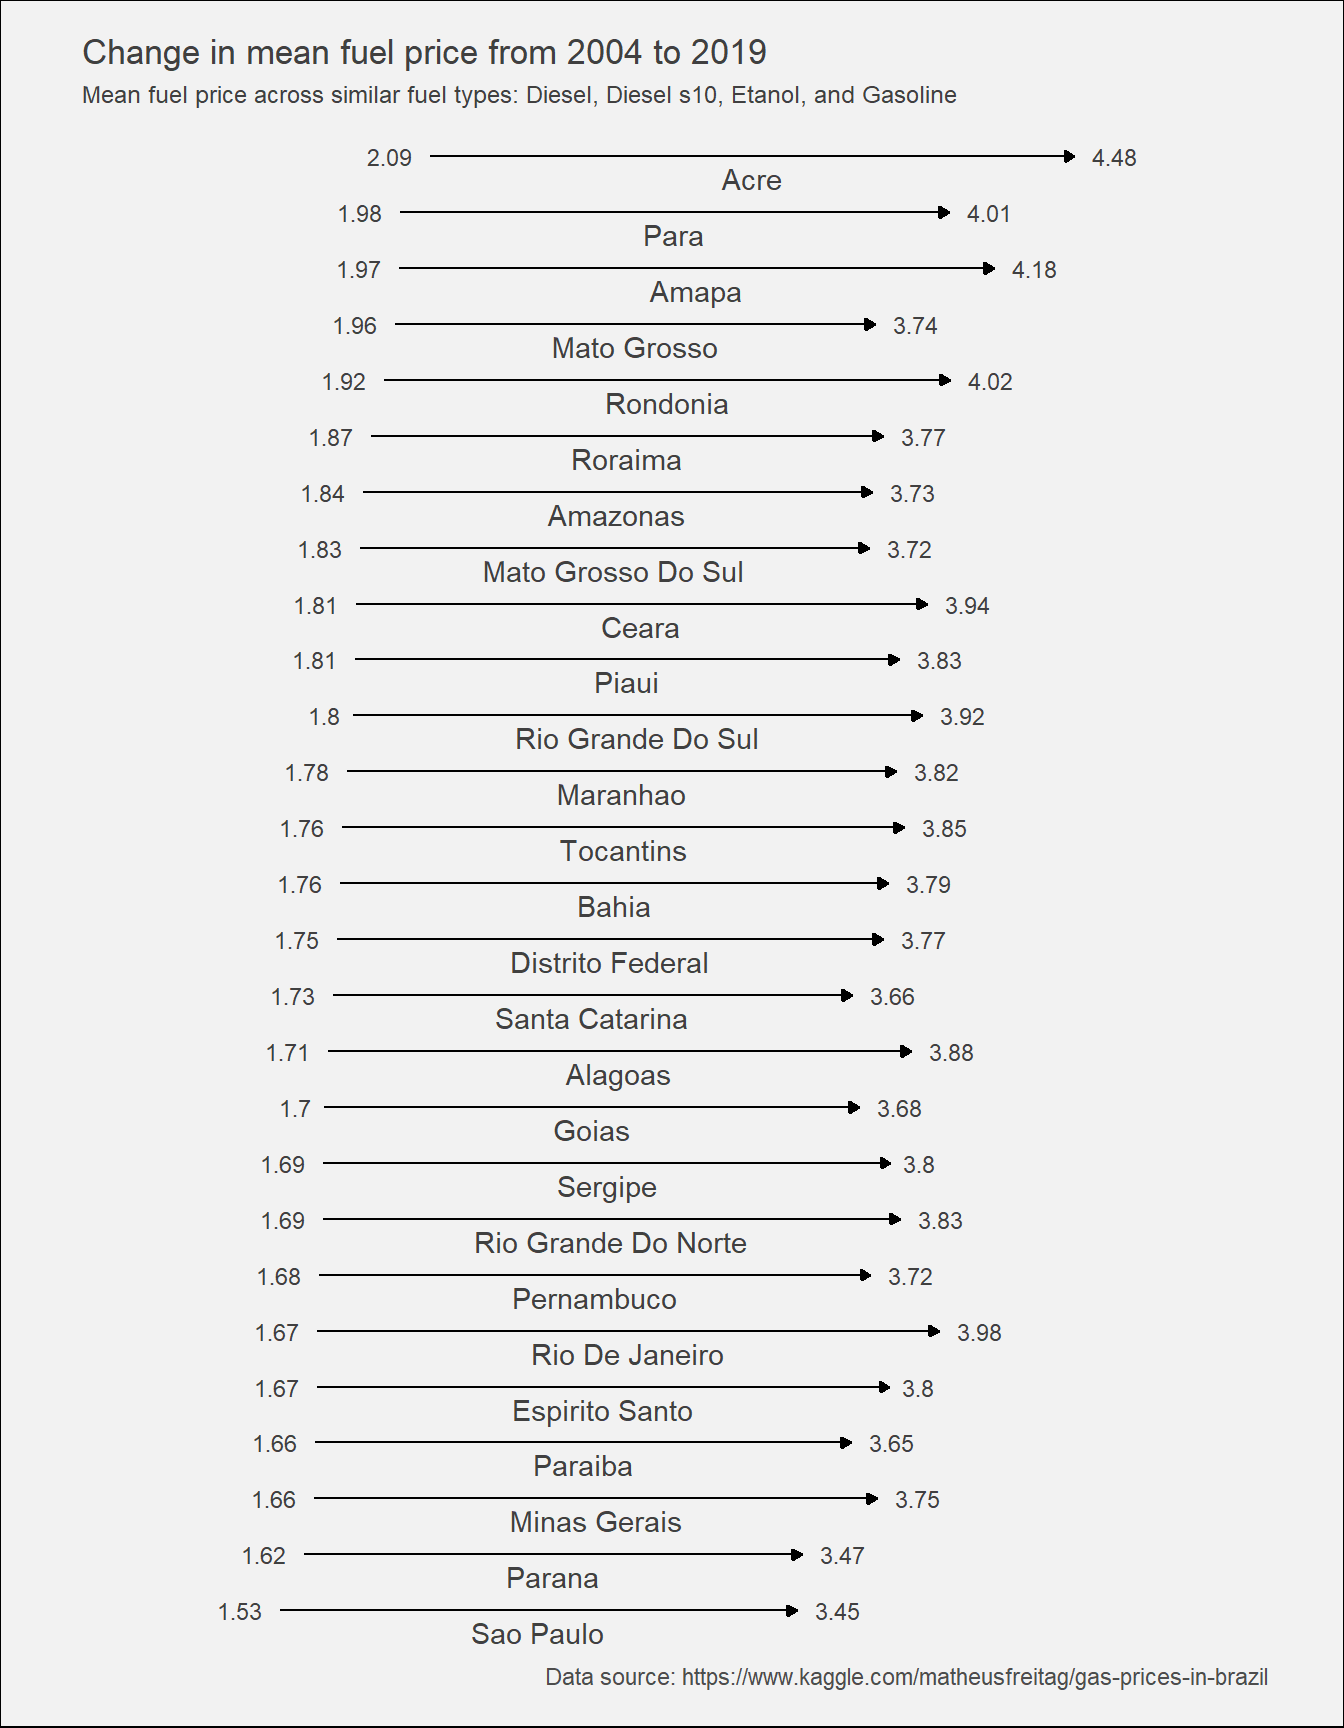 Change in mean fuel price from 2004 to 2019
Mean fuel price across similar fuel types: Diesel, Diesel s10, Etanol, and Gasoline
2.09 4.48
Acre
1.98 4.01
Para
1.97 4.18
Amapa
1.96 3.74
Mato Grosso
1.92 4.02
Rondonia
1.87 3.77
Roraima
1.84 3.73
Amazonas
1.83 3.72
Mato Grosso Do Sul
1.81 3.94
Ceara
1.81 3.83
Piaui
1.8 3.92
Rio Grande Do Sul
1.78 3.82
Maranhao
1.76 3.85
Tocantins
1.76 3.79
Bahia
1.75 3.77
Distrito Federal
1.73 3.66
Santa Catarina
1.71 3.88
Alagoas
1.7 3.68
Goias
1.69 3.8
Sergipe
1.69 3.83
Rio Grande Do Norte
1.68 3.72
Pernambuco
1.67 3.98
Rio De Janeiro
1.67 3.8
Espirito Santo
1.66 3.65
Paraiba
1.66 3.75
Minas Gerais
1.62 3.47
Parana
1.53 3.45
Sao Paulo
Data source: https://www.kaggle.com/matheusfreitag/gas-prices-in-brazil